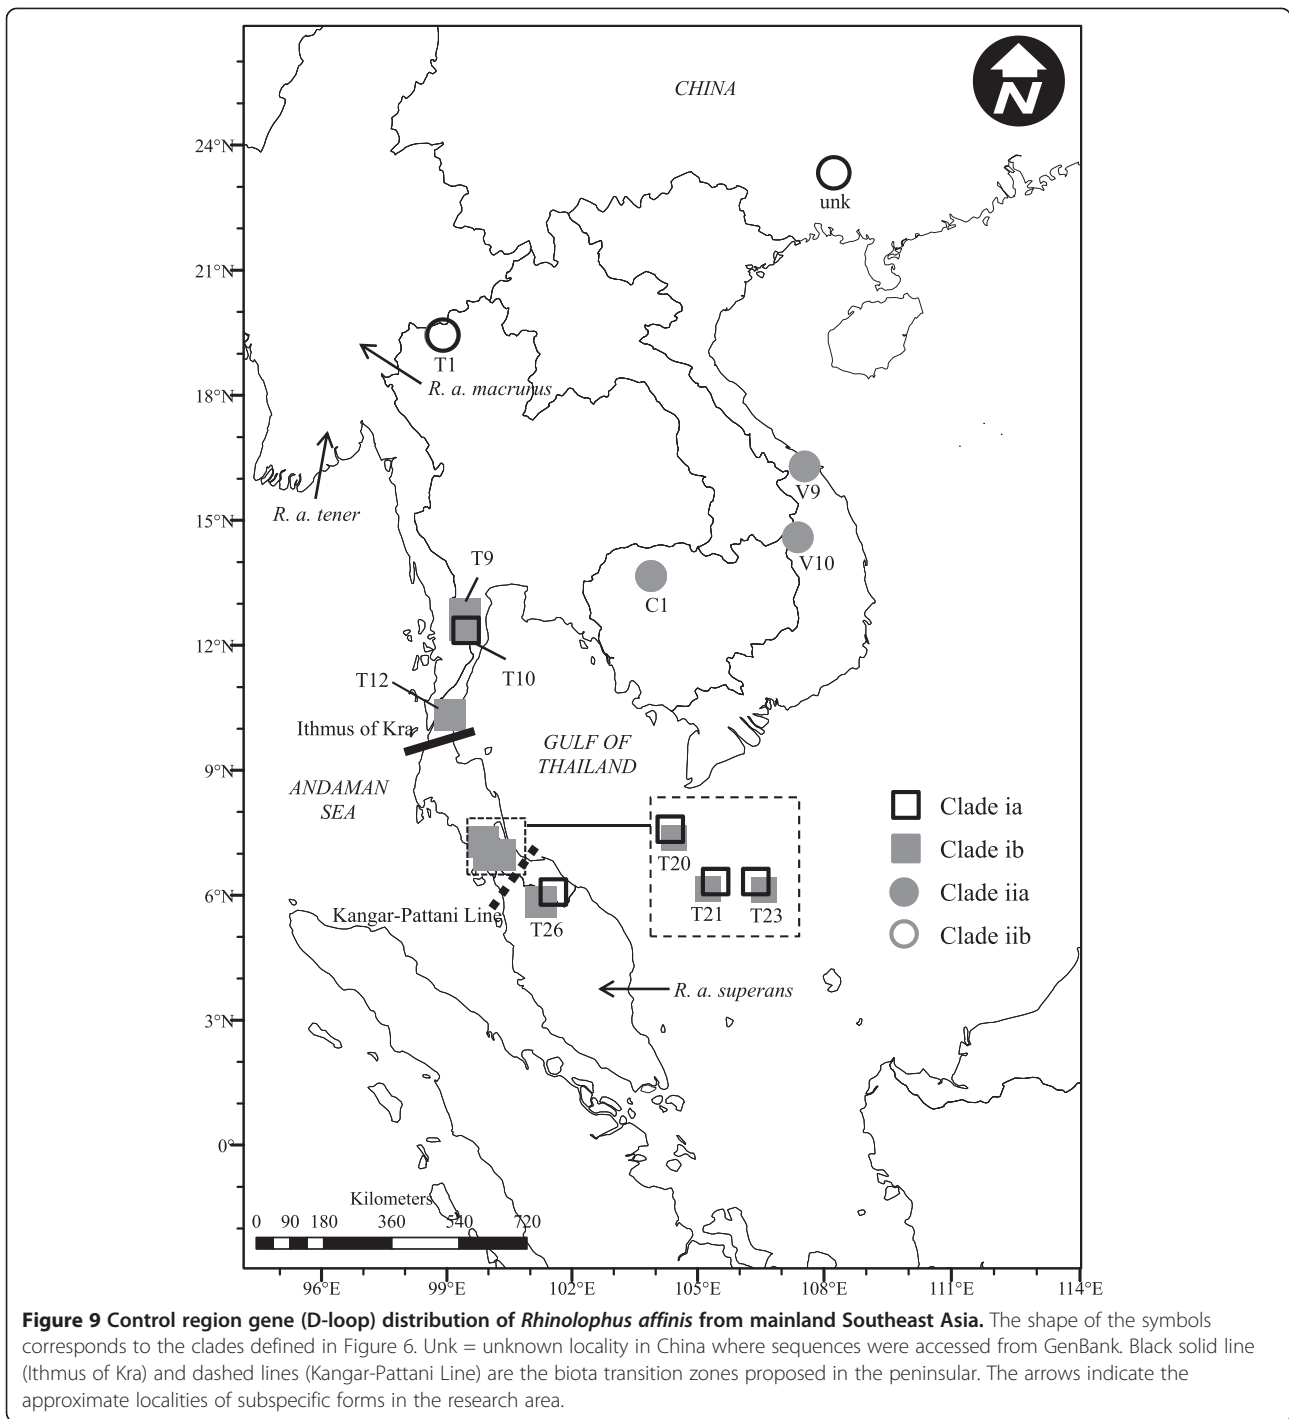 CHINA
N
24°N
unk
21°N
T1
R. a. macrurus
18°N
V9
R. a. tener
15°N
V10
T9
C1
12°N
T10
T12
Ithmus of Kra
GULF OF
THAILAND
9°N
ANDAMAN
SEA
Clade ia
Clade ib
T20
Clade iia
6°N
T21
T23
Kangar-Pattani Line
T26
Clade iib
R. a. superans
3°N
0°
Kilometers
0 90 180 360 540 720
96°E 99°E 102°E 105°E 108°E 111°E 114°E
Figure 9 Control region gene (D-loop) distribution of Rhinolophus affinis from mainland Southeast Asia. The shape of the symbols
corresponds to the clades defined in Figure 6. Unk = unknown locality in China where sequences were accessed from GenBank. Black solid line
(Ithmus of Kra) and dashed lines (Kangar-Pattani Line) are the biota transition zones proposed in the peninsular. The arrows indicate the
approximate localities of subspecific forms in the research area.